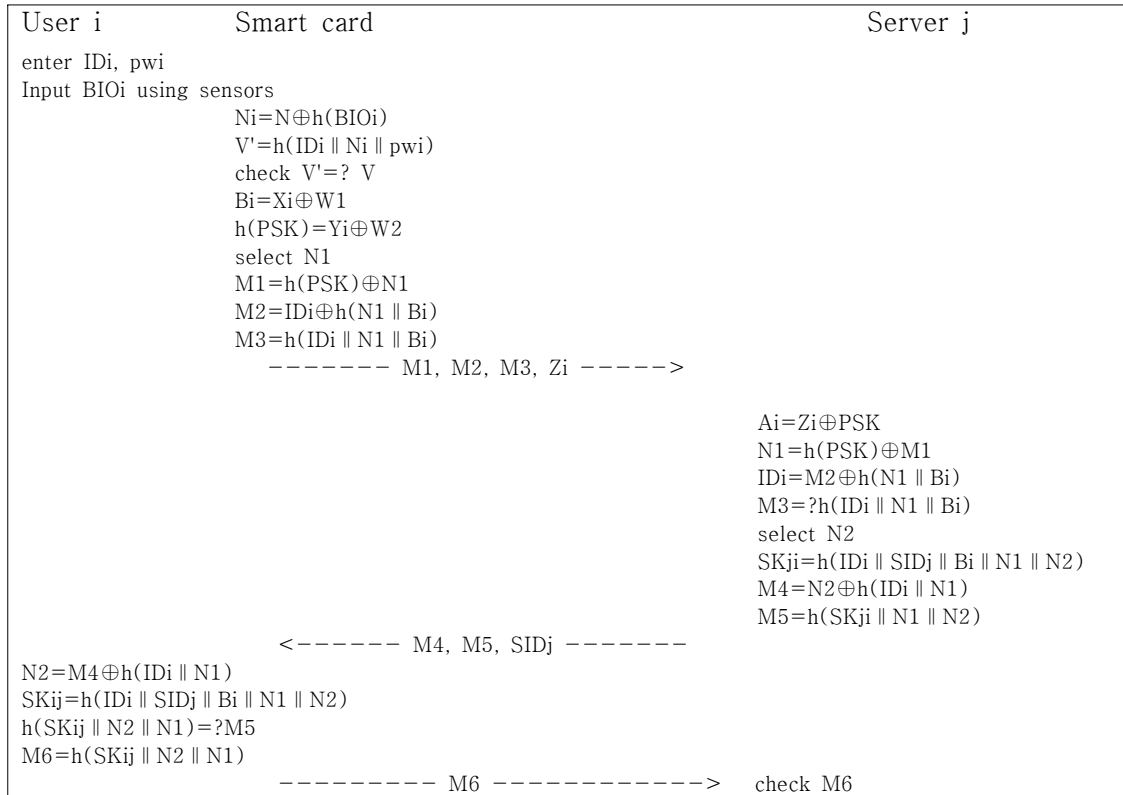 User i Smart card Server j
enter IDi, pwi
Input BIOi using sensors
Ni=N⊕h(BIOi)
V'=h(IDi∥Ni∥pwi)
check V'=? V
Bi=Xi⊕W1
h(PSK)=Yi⊕W2
select N1
M1=h(PSK)⊕N1
M2=IDi⊕h(N1∥Bi)
M3=h(IDi∥N1∥Bi)
------- M1, M2, M3, Zi ----->
Ai=Zi⊕PSK
N1=h(PSK)⊕M1
IDi=M2⊕h(N1∥Bi)
M3=?h(IDi∥N1∥Bi)
select N2
SKji=h(IDi∥SIDj∥Bi∥N1∥N2)
M4=N2⊕h(IDi∥N1)
M5=h(SKji∥N1∥N2)
<------ M4, M5, SIDj -------
N2=M4⊕h(IDi∥N1)
SKij=h(IDi∥SIDj∥Bi∥N1∥N2)
h(SKij∥N2∥N1)=?M5
M6=h(SKij∥N2∥N1)
--------- M6 ------------> check M6